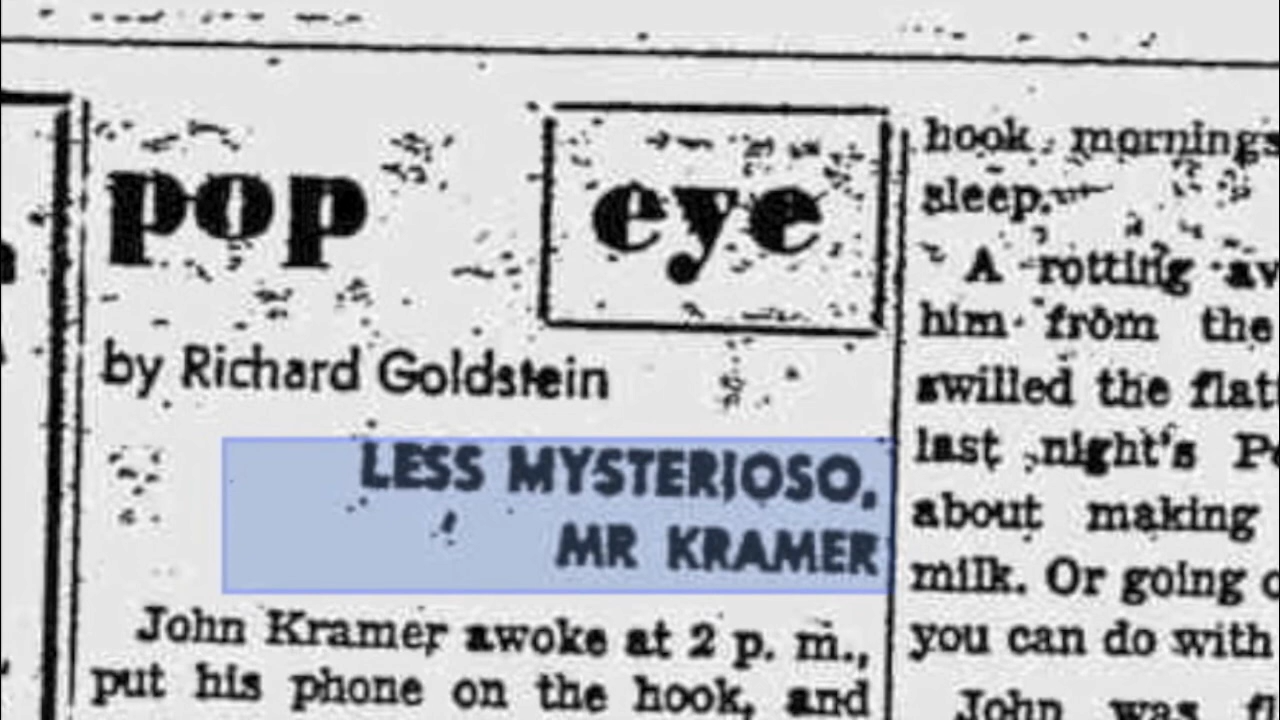 pop eye
by Richard Goldstein
LESS MYSTERIOSO,
MR KRAMER
John Kramer awoke at 2 p. m.,
put his phone on the hook, and
hook mornings
sleep.
A rotting
him from the
swilled the
last night's
about making
milk. Or going
you can do with
John was